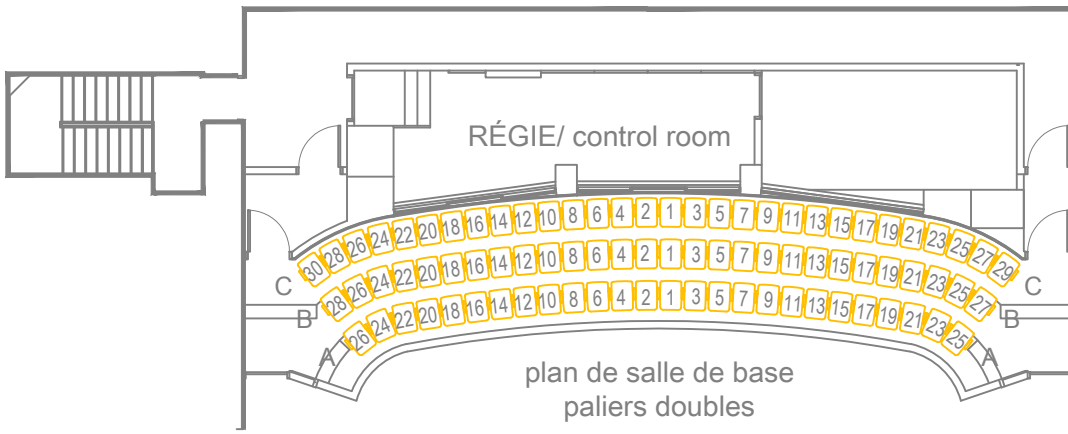 RÉGIE/ control room
C 30 28 26 24 22 20 18 16 14 12 10 8 6 4 2 1 3 5 7 9 11 13 15 17 19 21 23 25 27 29 C
B 28 26 24 22 20 18 16 14 12 10 8 6 4 2 1 3 5 7 9 11 13 15 17 19 21 23 25 27 B
A 26 24 22 20 18 16 14 12 10 8 6 4 2 1 3 5 7 9 11 13 15 17 19 21 23 25 A
plan de salle de base
paliers doubles